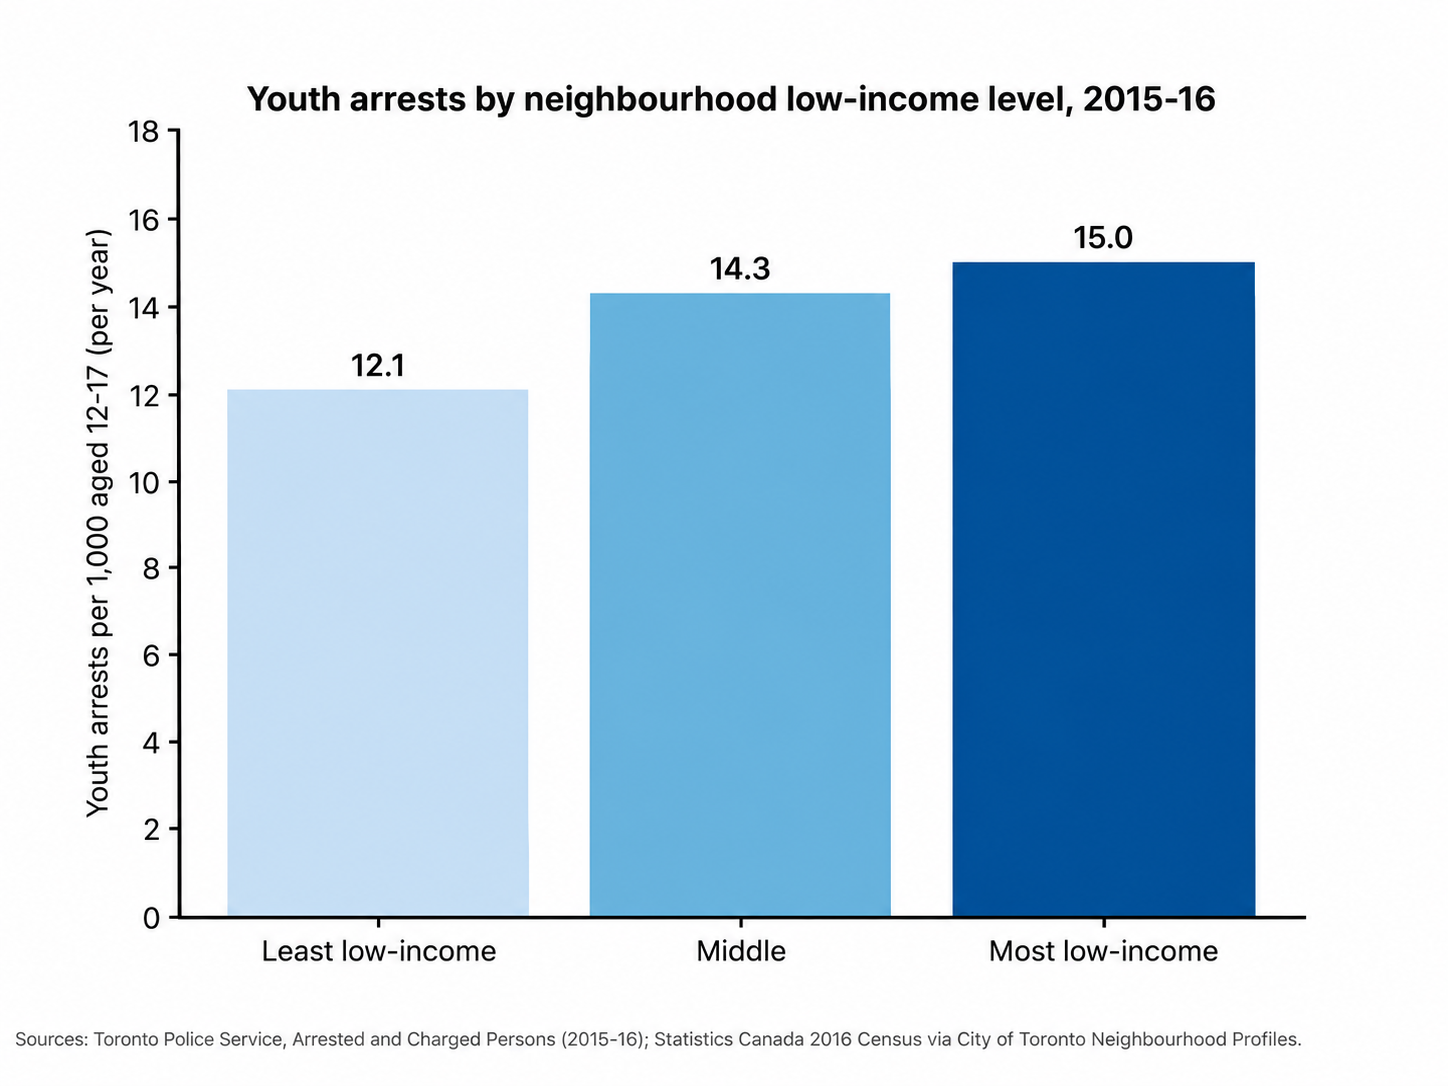 Youth arrests by neighbourhood low-income level, 2015-16
Youth arrests per 1,000 aged 12-17 (per year)
18
16
14
12
10
8
6
4
2
0
12.1
14.3
15.0
Least low-income
Middle
Most low-income
Sources: Toronto Police Service, Arrested and Charged Persons (2015-16); Statistics Canada 2016 Census via City of Toronto Neighbourhood Profiles.